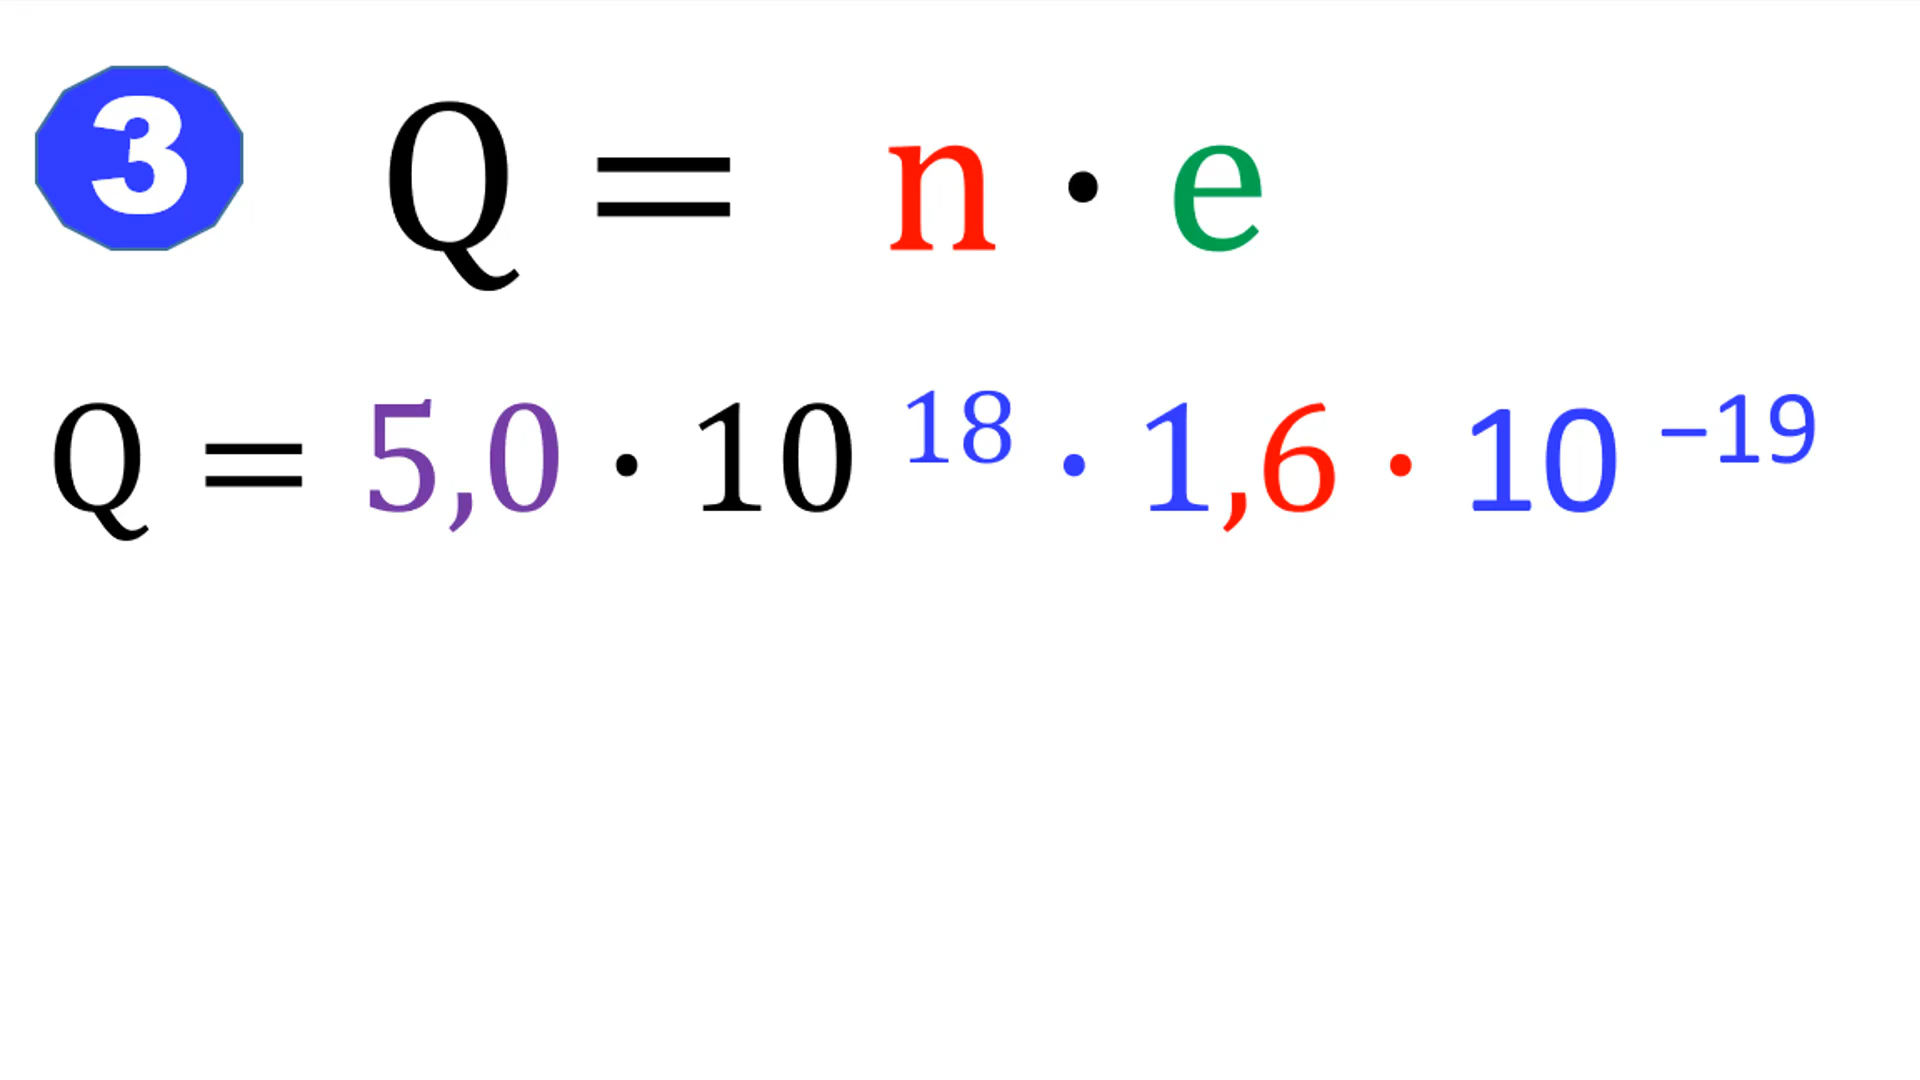 3 Q = n · e
Q = 5,0 · 10 ¹⁸ · 1,6 · 10 ⁻¹⁹